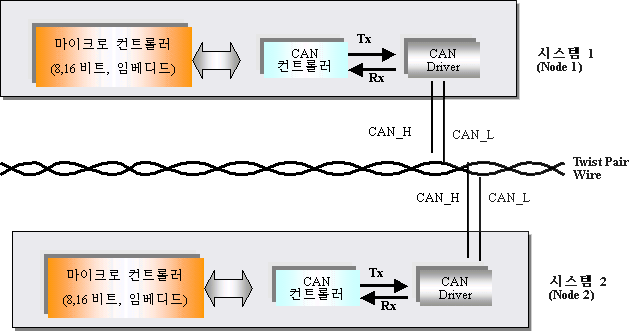 마이크로 컨트롤러
(8,16 비트, 임베디드)
CAN
컨트롤러
Tx
Rx
CAN
Driver
시스템 1
(Node 1)
CAN_H
CAN_L
Twist Pair
Wire
CAN_H
CAN_L
마이크로 컨트롤러
(8,16 비트, 임베디드)
CAN
컨트롤러
Tx
Rx
CAN
Driver
시스템 2
(Node 2)